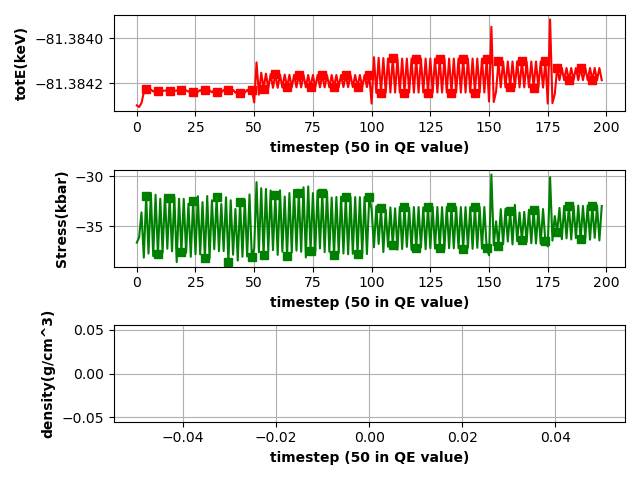 totE(keV)
−81.3840
−81.3842
0 25 50 75 100 125 150 175 200
timestep (50 in QE value)
Stress(kbar)
−30
−35
0 25 50 75 100 125 150 175 200
timestep (50 in QE value)
density(g/cm^3)
0.05
0.00
−0.05
−0.04 −0.02 0.00 0.02 0.04
timestep (50 in QE value)